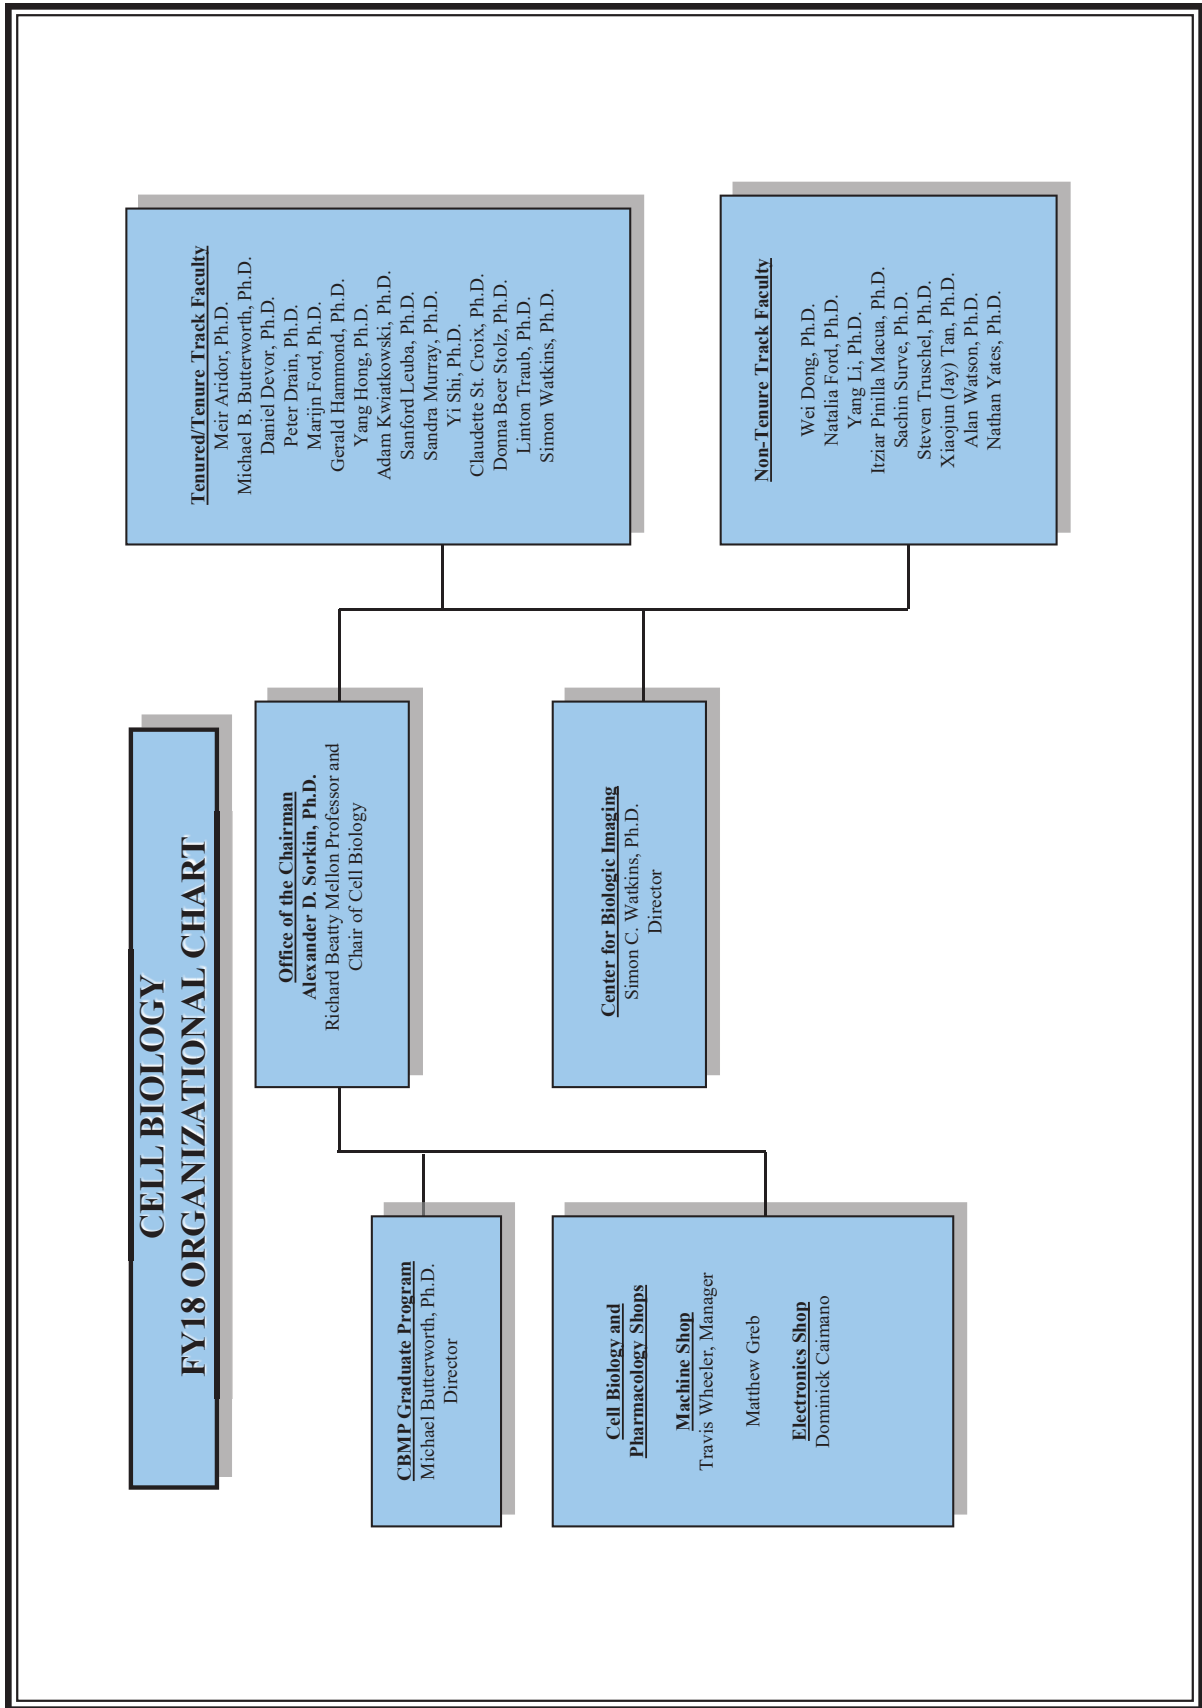 CELL BIOLOGY
FY18 ORGANIZATIONAL CHART
CBMP Graduate Program
Michael Butterworth, Ph.D.
Director
Cell Biology and
Pharmacology Shops
Machine Shop
Travis Wheeler, Manager
Matthew Greb
Electronics Shop
Dominick Caimano
Office of the Chairman
Alexander D. Sorkin, Ph.D.
Richard Beatty Mellon Professor and
Chair of Cell Biology
Center for Biologic Imaging
Simon C. Watkins, Ph.D.
Director
Tenured/Tenure Track Faculty
Meir Aridor, Ph.D.
Michael B. Butterworth, Ph.D.
Daniel Devor, Ph.D.
Peter Drain, Ph.D.
Marijn Ford, Ph.D.
Gerald Hammond, Ph.D.
Yang Hong, Ph.D.
Adam Kwiatkowski, Ph.D.
Sanford Leuba, Ph.D.
Sandra Murray, Ph.D.
Yi Shi, Ph.D.
Claudette St. Croix, Ph.D.
Donna Beer Stolz, Ph.D.
Linton Traub, Ph.D.
Simon Watkins, Ph.D.
Non-Tenure Track Faculty
Wei Dong, Ph.D.
Natalia Ford, Ph.D.
Yang Li, Ph.D.
Itziar Pinilla Macua, Ph.D.
Sachin Surve, Ph.D.
Steven Truschel, Ph.D.
Xiaojun (Jay) Tan, Ph.D.
Alan Watson, Ph.D.
Nathan Yates, Ph.D.